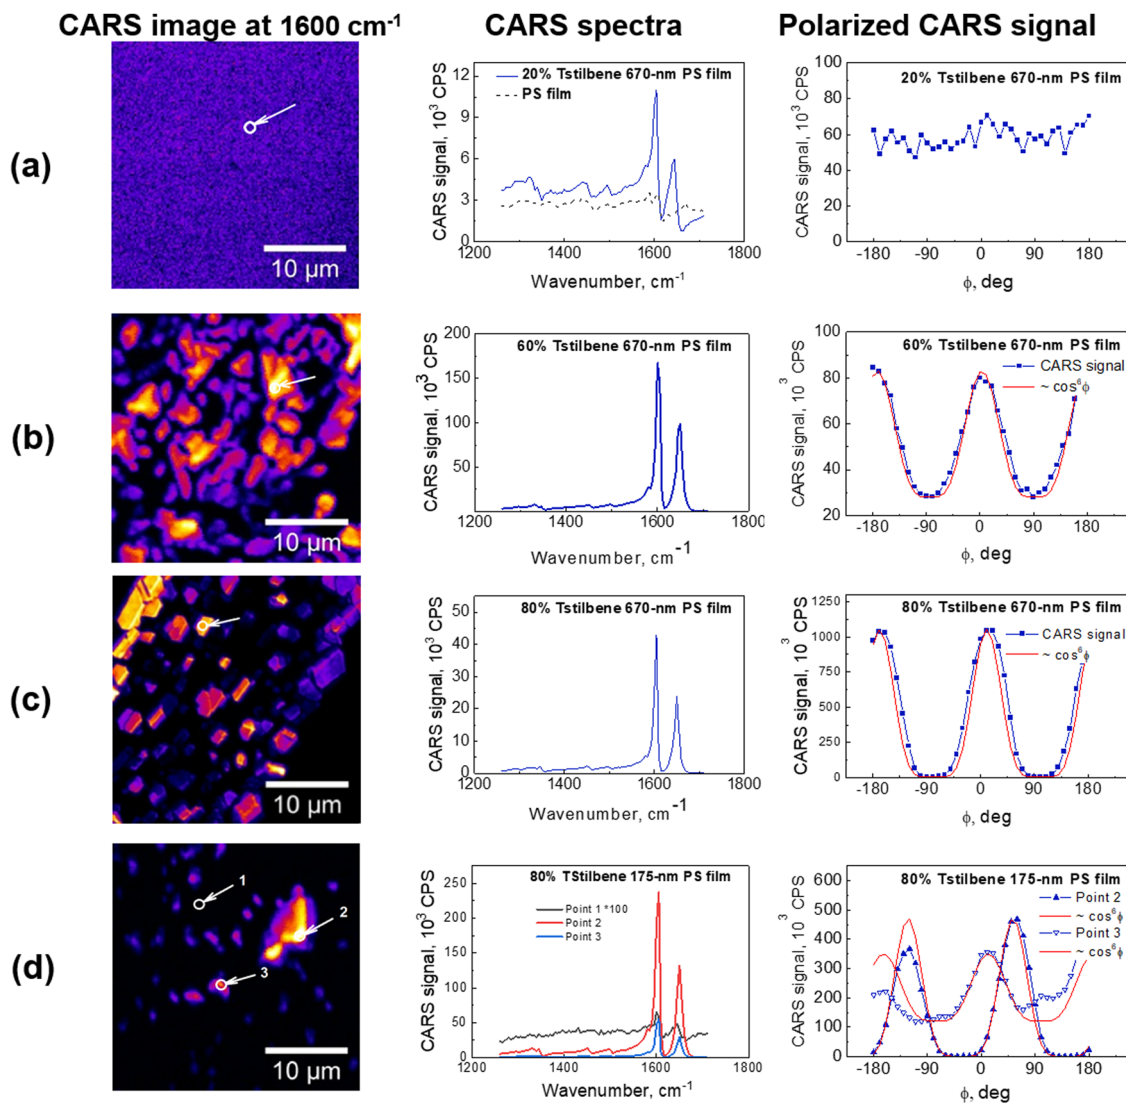 CARS image at 1600 cm⁻¹ CARS spectra Polarized CARS signal
(a)
10 µm
CARS signal, 10³ CPS
12
9
6
3
0
20% Tstilbene 670-nm PS film
PS film
1200 1400 1600 1800
Wavenumber, cm⁻¹
CARS signal, 10³ CPS
100
80
60
40
20
0
20% Tstilbene 670-nm PS film
-180 -90 0 90 180
ϕ, deg
(b)
10 µm
CARS signal, 10³ CPS
200
150
100
50
60% Tstilbene 670-nm PS film
1200 1400 1600 1800
Wavenumber, cm⁻¹
CARS signal, 10³ CPS
100
80
60
40
20
60% Tstilbene 670-nm PS film
CARS signal
~ cos⁶ϕ
-180 -90 0 90 180
ϕ, deg
(c)
10 µm
CARS signal, 10³ CPS
50
40
30
20
10
0
80% Tstilbene 670-nm PS film
1200 1400 1600 1800
Wavenumber, cm⁻¹
CARS signal, 10³ CPS
1250
1000
750
500
250
0
80% Tstilbene 670-nm PS film
CARS signal
~ cos⁶ϕ
-180 -90 0 90 180
ϕ, deg
(d)
1
2
3
10 µm
CARS signal, 10³ CPS
250
200
150
100
50
0
80% TStilbene 175-nm PS film
Point 1 *100
Point 2
Point 3
1200 1400 1600 1800
Wavenumber, cm⁻¹
CARS signal, 10³ CPS
600
500
400
300
200
100
0
80% Tstilbene 175-nm PS film
Point 2
~ cos⁶ϕ
Point 3
~ cos⁶ϕ
-180 -90 0 90 180
ϕ, deg